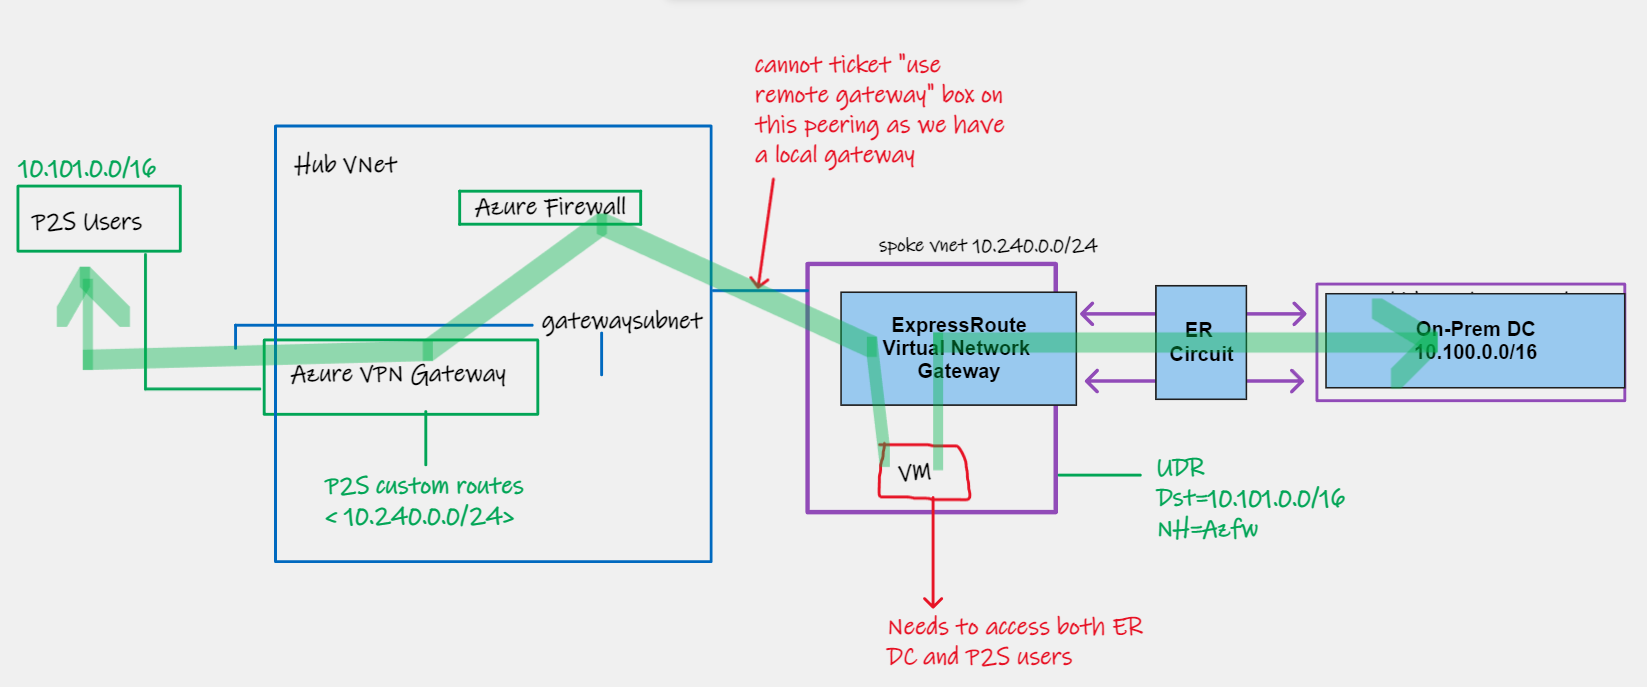 cannot ticket "use
remote gateway" box on
this peering as we have
a local gateway
10.101.0.0/16
P2S Users
Hub VNet
Azure Firewall
gatewaysubnet
Azure VPN Gateway
P2S custom routes
< 10.240.0.0/24>
spoke vnet 10.240.0.0/24
ExpressRoute
Virtual Network
Gateway
VM
ER
Circuit
On-Prem DC
10.100.0.0/16
UDR
Dst=10.101.0.0/16
NH=Azfw
Needs to access both ER
DC and P2S users